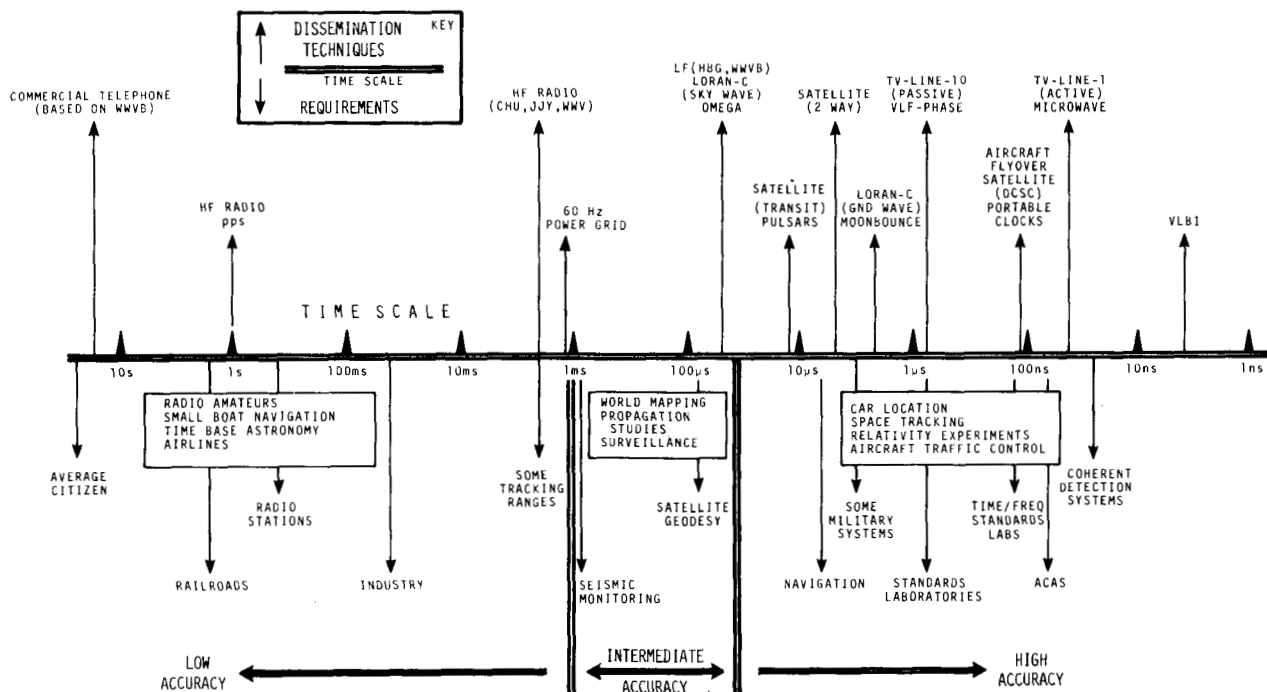 DISSEMINATION TECHNIQUES
KEY
TIME SCALE
REQUIREMENTS
COMMERCIAL TELEPHONE
(BASED ON WWVB)
HF RADIO
pps
HF RADIO
(CHU,JJY,WWV)
60 Hz
POWER GRID
LF(HBG,WWVB)
LORAN-C
(SKY WAVE)
OMEGA
SATELLITE
(TRANSIT)
PULSARS
SATELLITE
(2 WAY)
LORAN-C
(GND WAVE)
MOONBOUNCE
TV-LINE-10
(PASSIVE)
VLF-PHASE
AIRCRAFT
FLYOVER
SATELLITE
(DCSC)
PORTABLE
CLOCKS
TV-LINE-1
(ACTIVE)
MICROWAVE
VLBI
TIME SCALE
10s
1s
100ms
10ms
1ms
100µs
10µs
1µs
100ns
10ns
1ns
RADIO AMATEURS
SMALL BOAT NAVIGATION
TIME BASE ASTRONOMY
AIRLINES
WORLD MAPPING
PROPAGATION
STUDIES
SURVEILLANCE
CAR LOCATION
SPACE TRACKING
RELATIVITY EXPERIMENTS
AIRCRAFT TRAFFIC CONTROL
AVERAGE
CITIZEN
RADIO
STATIONS
RAILROADS
INDUSTRY
SOME
TRACKING
RANGES
SEISMIC
MONITORING
SATELLITE
GEODESY
NAVIGATION
SOME
MILITARY
SYSTEMS
STANDARDS
LABORATORIES
TIME/FREQ
STANDARDS
LABS
ACAS
COHERENT
DETECTION
SYSTEMS
LOW
ACCURACY
INTERMEDIATE
ACCURACY
HIGH
ACCURACY